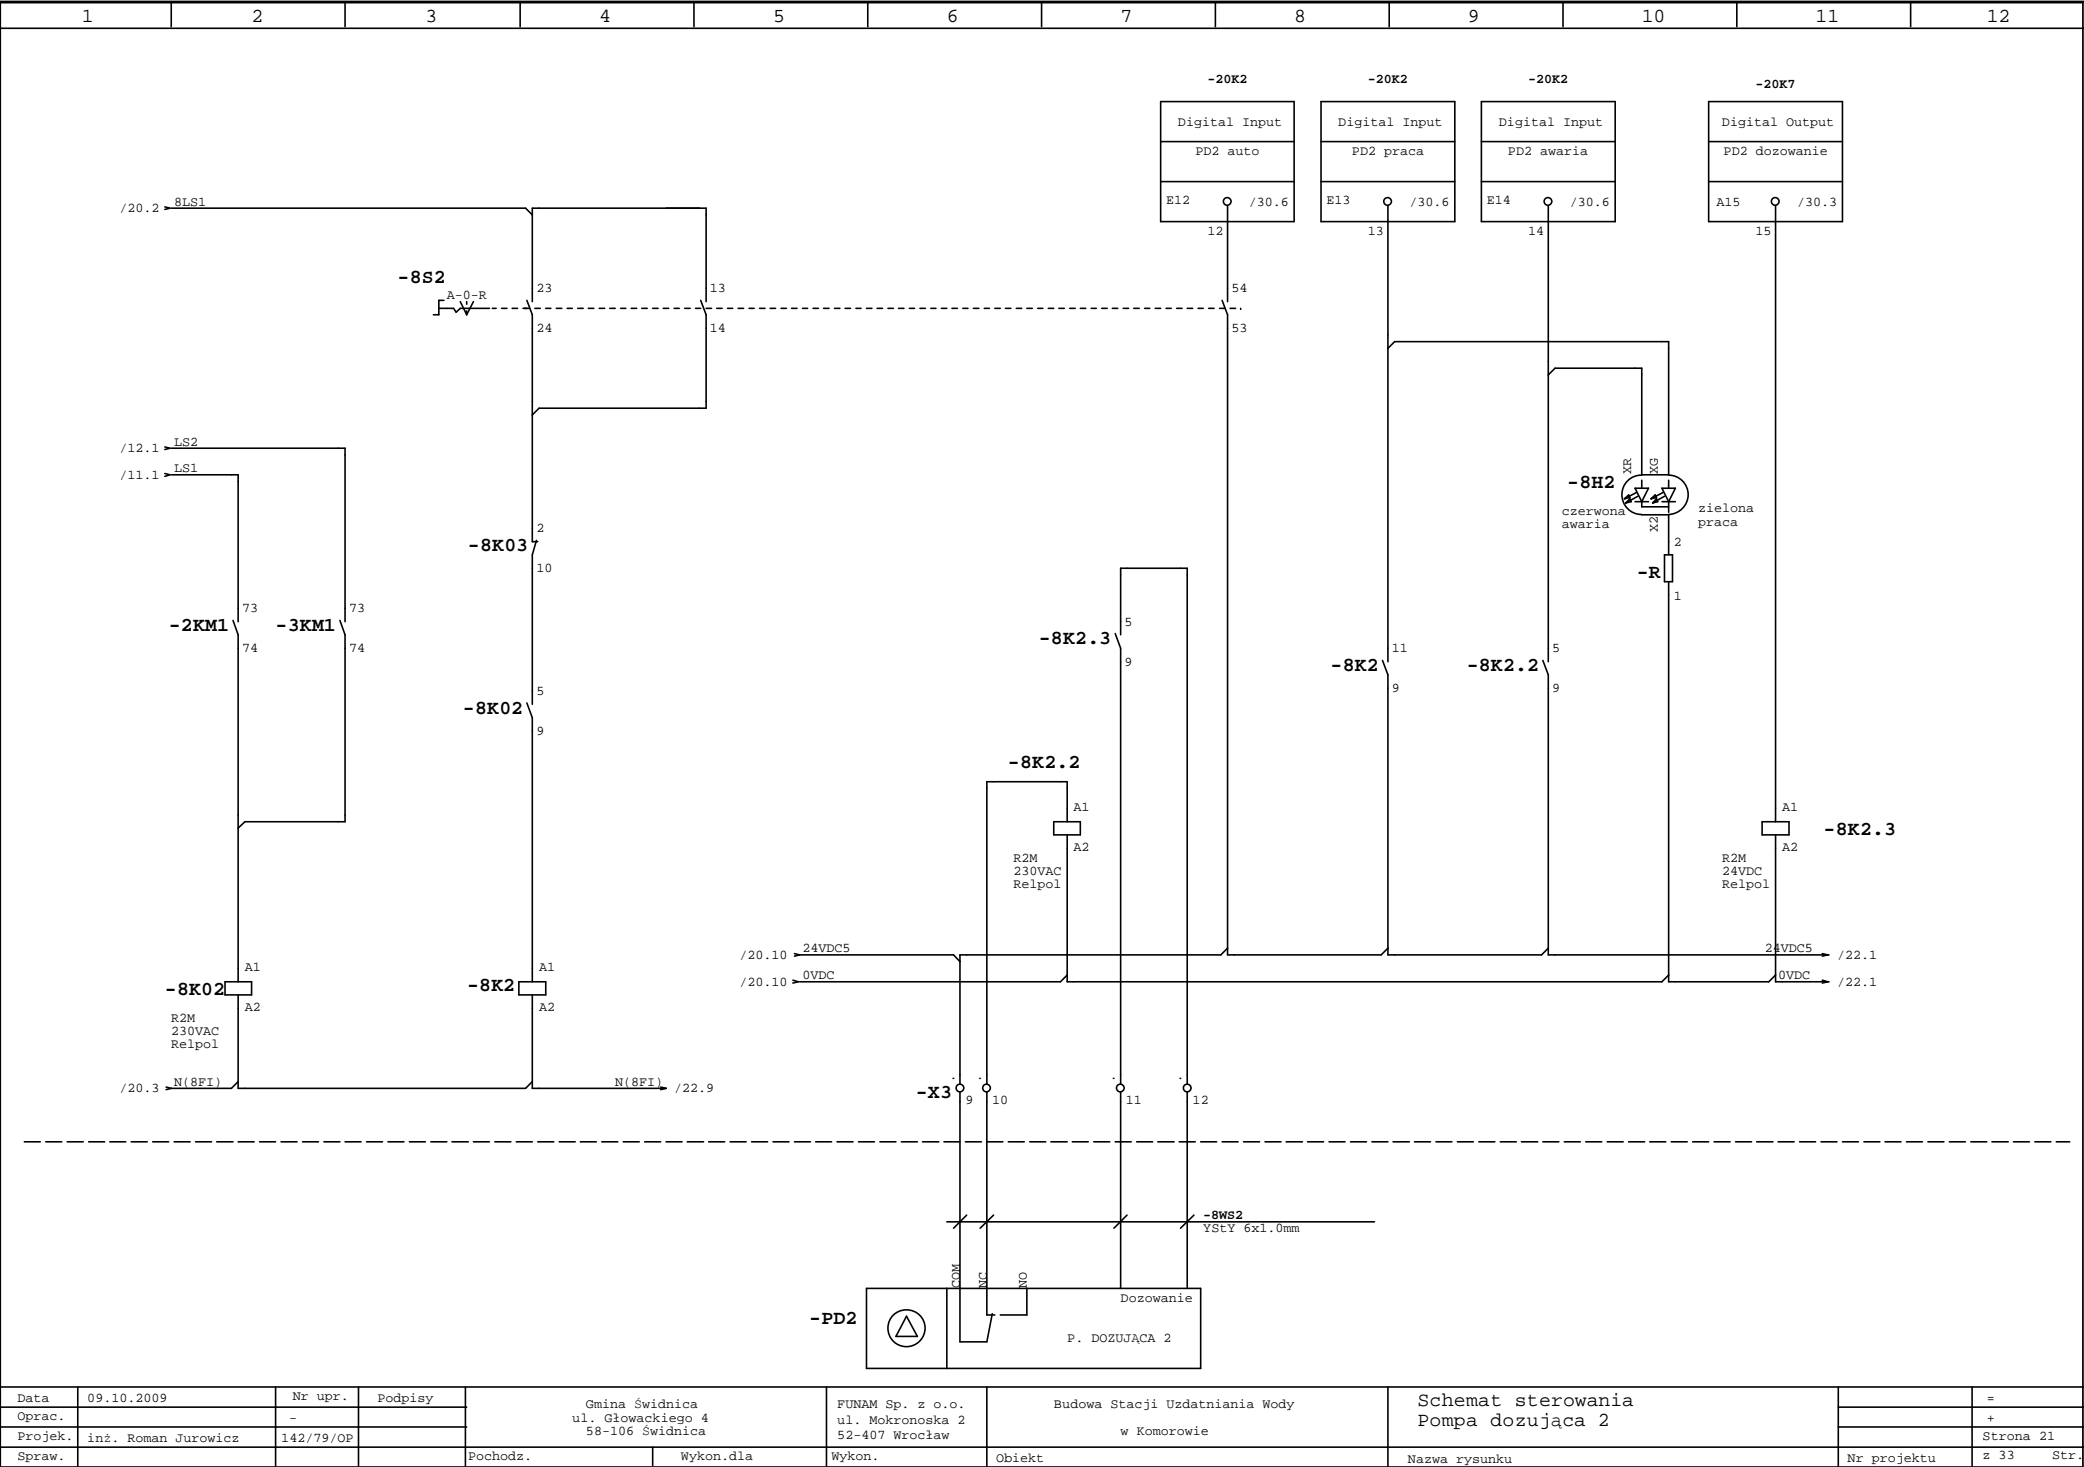 1 2 3 4 5 6 7 8 9 10 11 12
-20K2 -20K2 -20K2 -20K7
Digital Input Digital Input Digital Input Digital Output
PD2 auto PD2 praca PD2 awaria PD2 dozowanie
E12 /30.6 E13 /30.6 E14 /30.6 A15 /30.3
12 13 14 15
/20.2 8LS1
-8S2
A-0-R
23 13 54
24 14 53
/12.1 LS2
/11.1 LS1
XR XG
-8H2
czerwona
awaria
zielona
praca
X2
2
-R
1
2
-8K03
10
73 73
-2KM1 -3KM1
74 74
5
-8K2.3
9
11
-8K2
9
5
-8K2.2
9
5
-8K02
9
-8K2.2
A1
A2
R2M
230VAC
Relpol
A1
-8K2.3
A2
R2M
24VDC
Relpol
/20.10 24VDC5 24VDC5 /22.1
/20.10 0VDC 0VDC /22.1
A1
-8K02
A2
R2M
230VAC
Relpol
A1
-8K2
A2
/20.3 N(8FI) N(8FI) /22.9
-X3 9 10 11 12
-8WS2
YStY 6x1.0mm
COM NC NO
Dozowanie
-PD2
P. DOZUJĄCA 2
Data 09.10.2009 Nr upr. Podpisy
Oprac. -
Projek. inż. Roman Jurowicz 142/79/OP
Spraw.
Gmina Świdnica
ul. Głowackiego 4
58-106 Świdnica
Pochodz. Wykon.dla
FUNAM Sp. z o.o.
ul. Mokronoska 2
52-407 Wrocław
Wykon.
Budowa Stacji Uzdatniania Wody
w Komorowie
Obiekt
Schemat sterowania
Pompa dozująca 2
Nazwa rysunku
Nr projektu
=
+
Strona 21
z 33 Str.